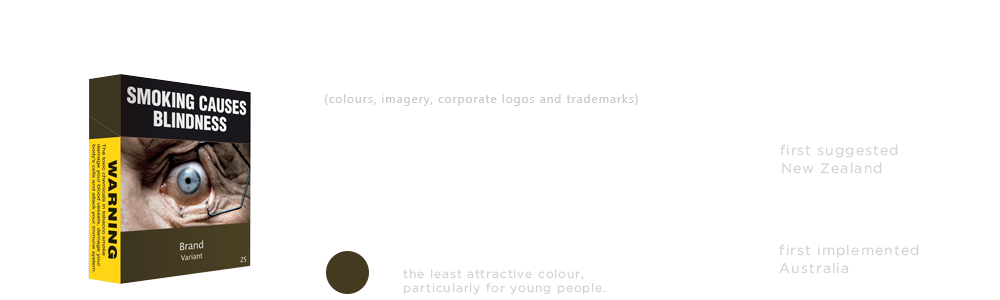 SMOKING CAUSES
BLINDNESS
WARNING
The toxic chemicals in tobacco smoke
damage your blood vessels, damage your
body's cells and attack your immune system.
Brand
Variant
25
(colours, imagery, corporate logos and trademarks)
the least attractive colour,
particularly for young people.
first suggested
New Zealand
first implemented
Australia